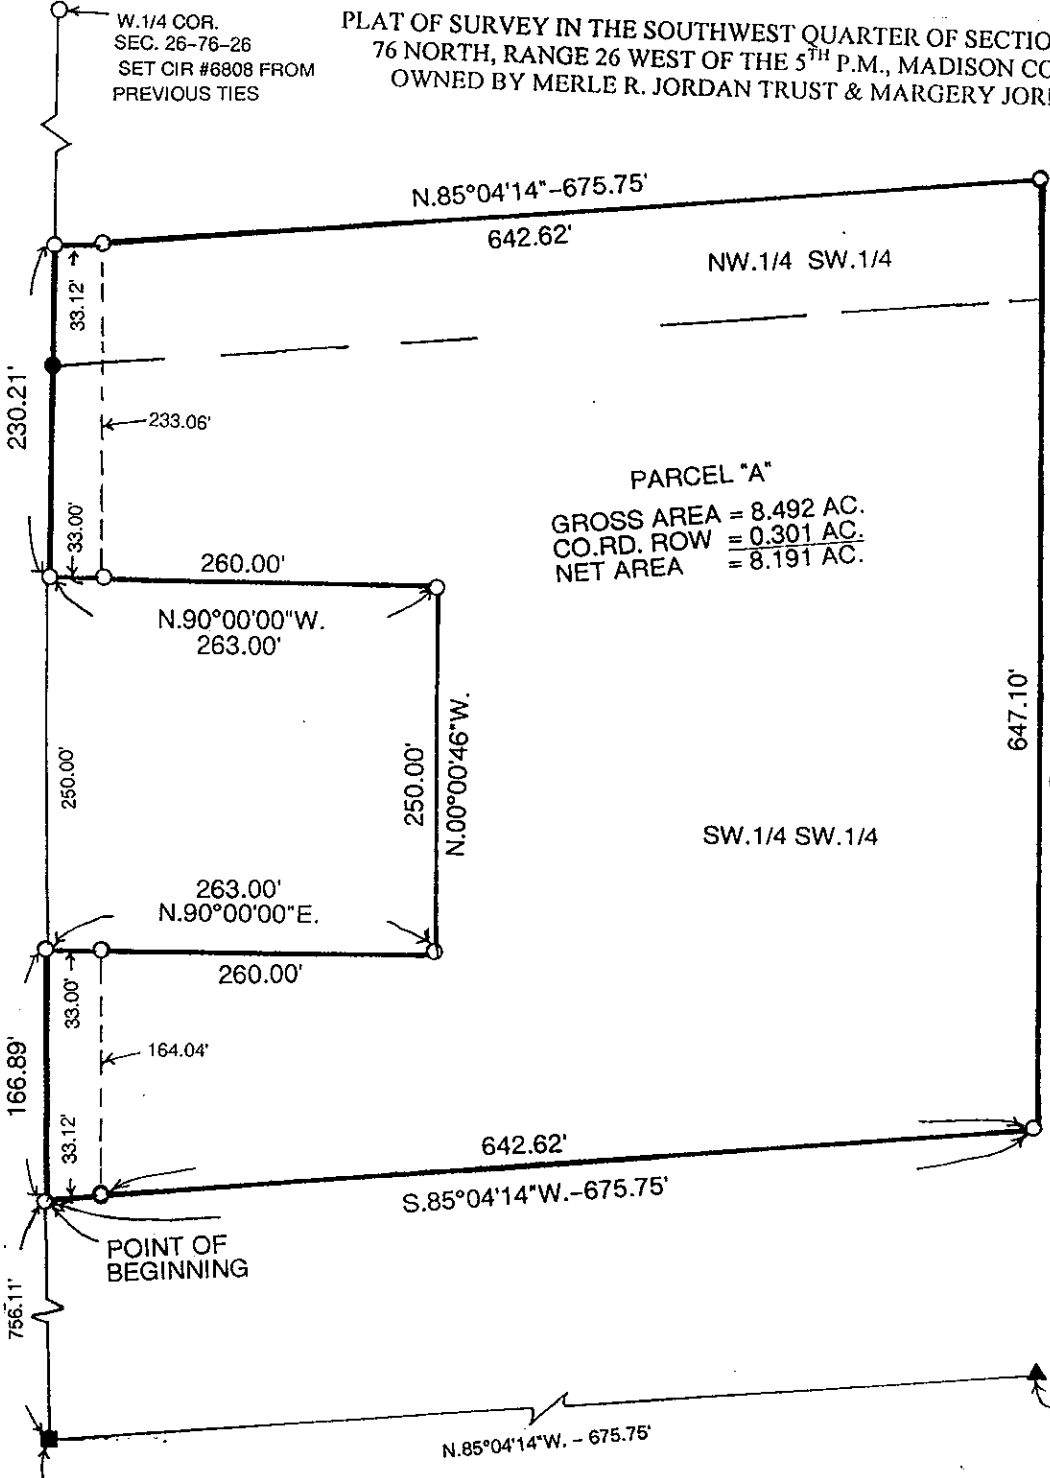 W.1/4 COR.
SEC. 26-76-26
SET CIR #6808 FROM
PREVIOUS TIES
PLAT OF SURVEY IN THE SOUTHWEST QUARTER OF SECTIO
76 NORTH, RANGE 26 WEST OF THE 5TH P.M., MADISON CO
OWNED BY MERLE R. JORDAN TRUST & MARGERY JOR
N.85°04'14"-675.75'
642.62'
NW.1/4 SW.1/4
33.12'
230.21'
233.06'
33.00'
PARCEL "A"
GROSS AREA = 8.492 AC.
CO.RD. ROW = 0.301 AC.
NET AREA = 8.191 AC.
260.00'
N.90°00'00"W.
263.00'
250.00'
250.00'
N.00°00'46"W.
647.10'
SW.1/4 SW.1/4
263.00'
N.90°00'00"E.
260.00'
33.00'
166.89'
164.04'
33.12'
642.62'
S.85°04'14"W.-675.75'
POINT OF
BEGINNING
756.11'
N.85°04'14"W. - 675.75'